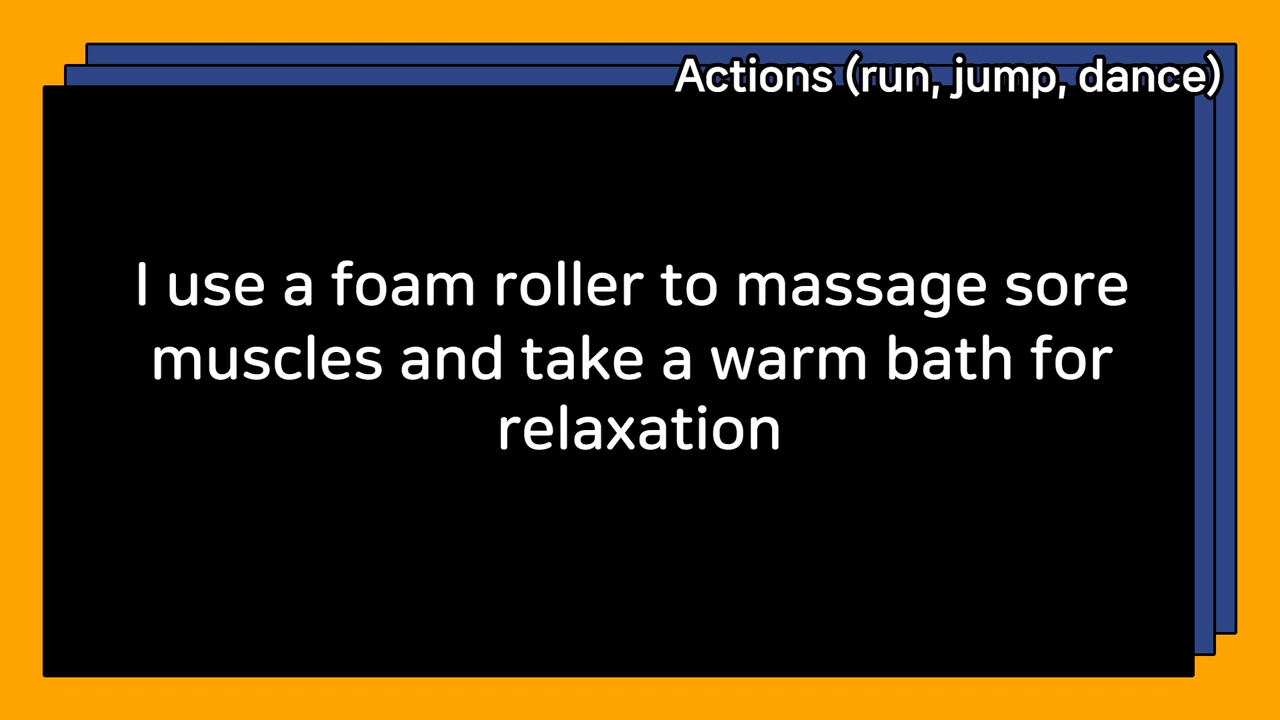 Actions (run, jump, dance)
I use a foam roller to massage sore
muscles and take a warm bath for
relaxation